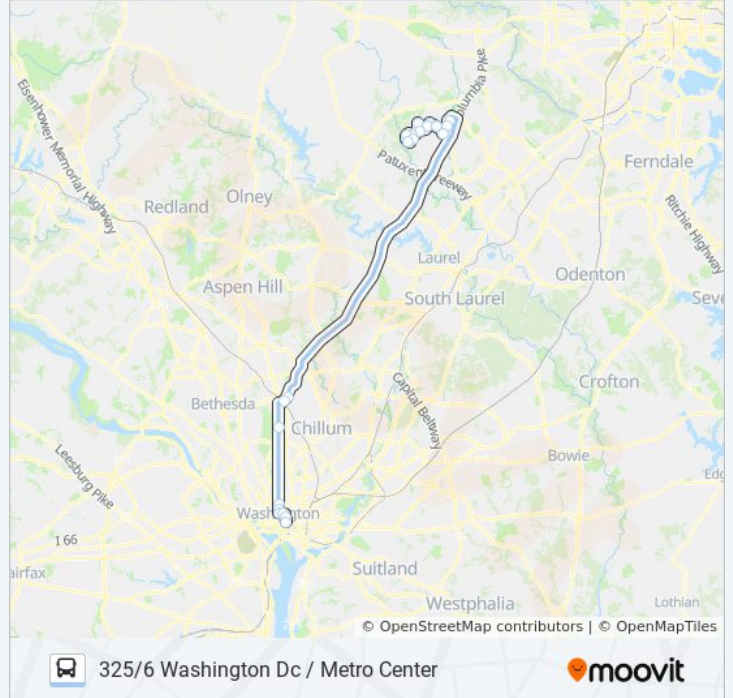 Columbia Pke
Eisenhower Memorial Highway
Patuxent Freeway
Ferndale
Olney
Redland
Ritchie Highway
Laurel
Odenton
Aspen Hill
South Laurel
Seve
Crofton
Bethesda
Capital Beltway
Chillum
Bowie
Leesburg Pike
Edg
Washington
I 66
airfax
Suitland
Westphalia
Lothian
© OpenStreetMap contributors | © OpenMapTiles
325/6 Washington Dc / Metro Center
moovit